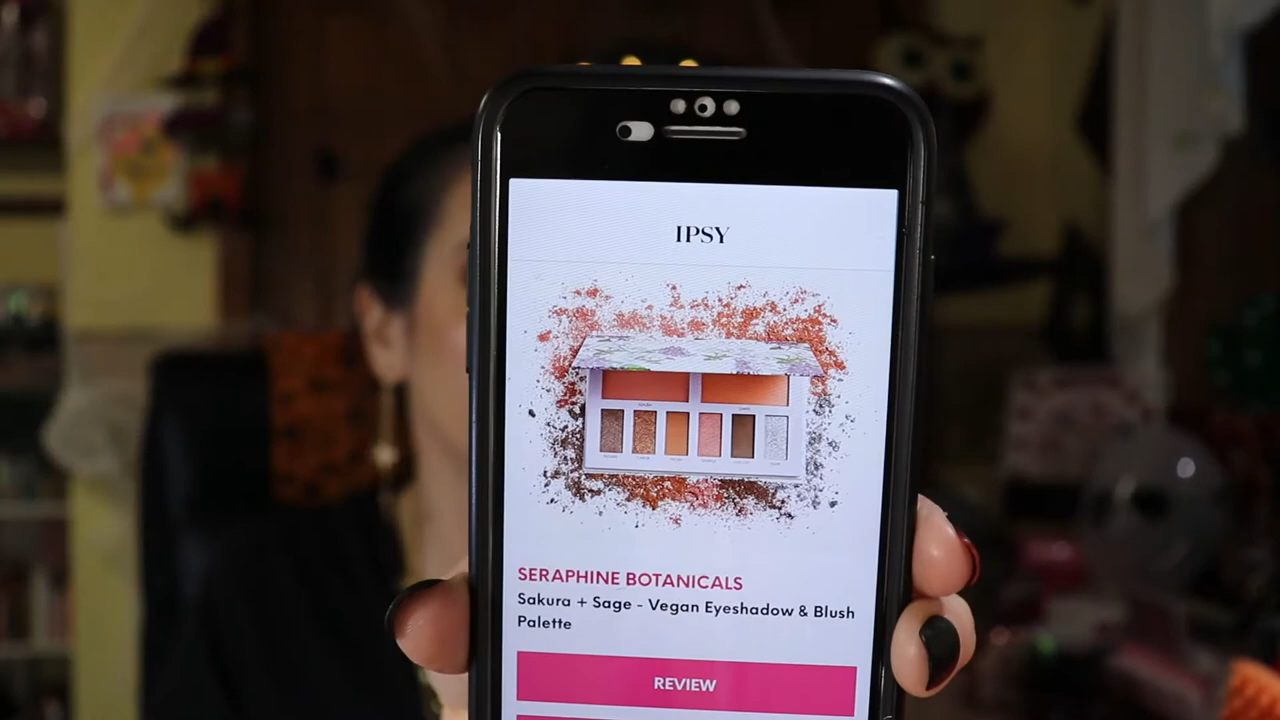 IPSY
SERAPHINE BOTANICALS
Sakura + Sage - Vegan Eyeshadow & Blush
Palette
REVIEW